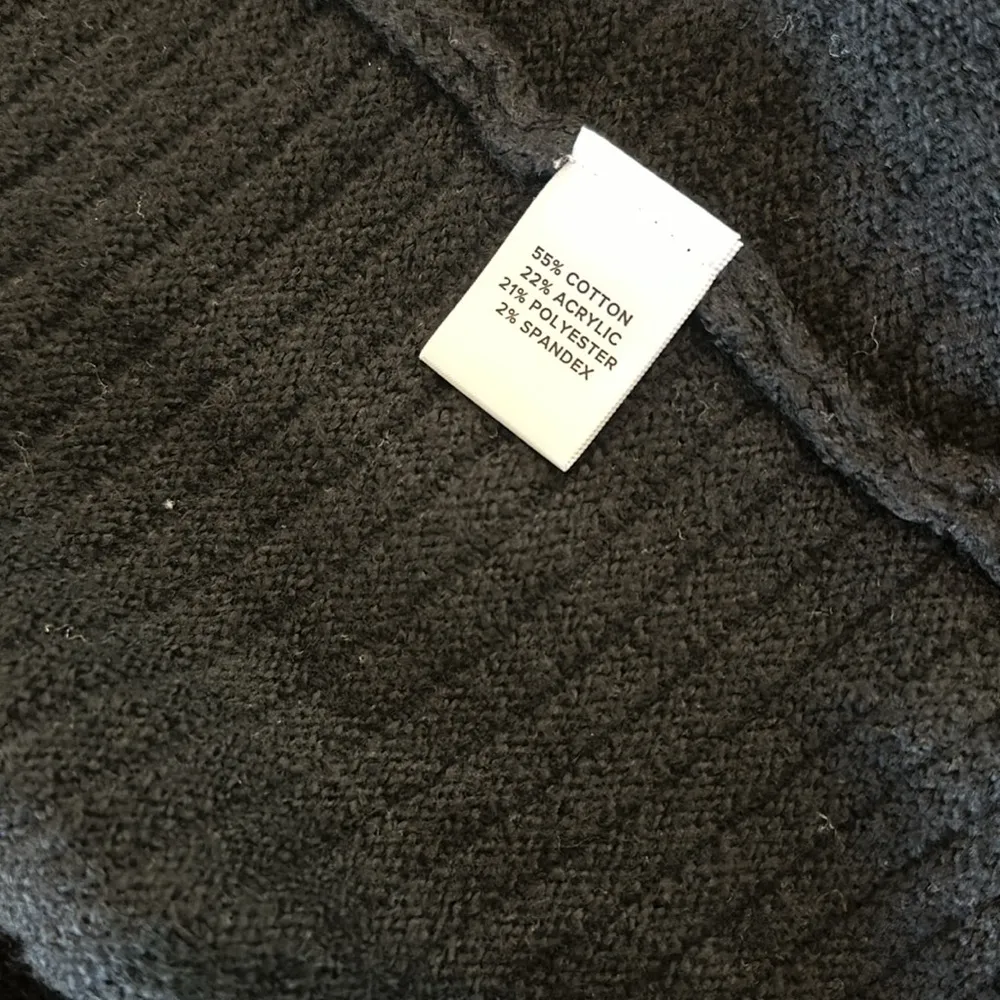 55% COTTON
22% ACRYLIC
21% POLYESTER
2% SPANDEX